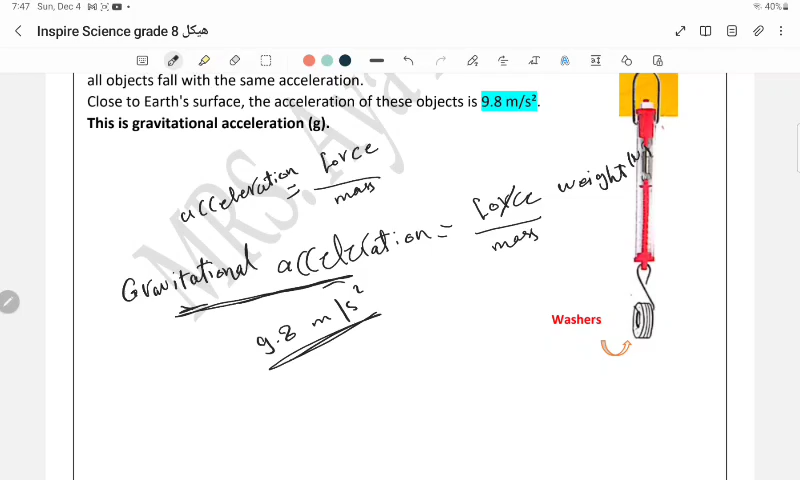 7:47 Sun, Dec 4 40%
Inspire Science grade 8 هيكل
all objects fall with the same acceleration.
Close to Earth's surface, the acceleration of these objects is 9.8 m/s².
This is gravitational acceleration (g).
MRS. Aya
acceleration = force / mass
Gravitational acceleration = force / mass weight (N)
9.8 m/s²
Washers